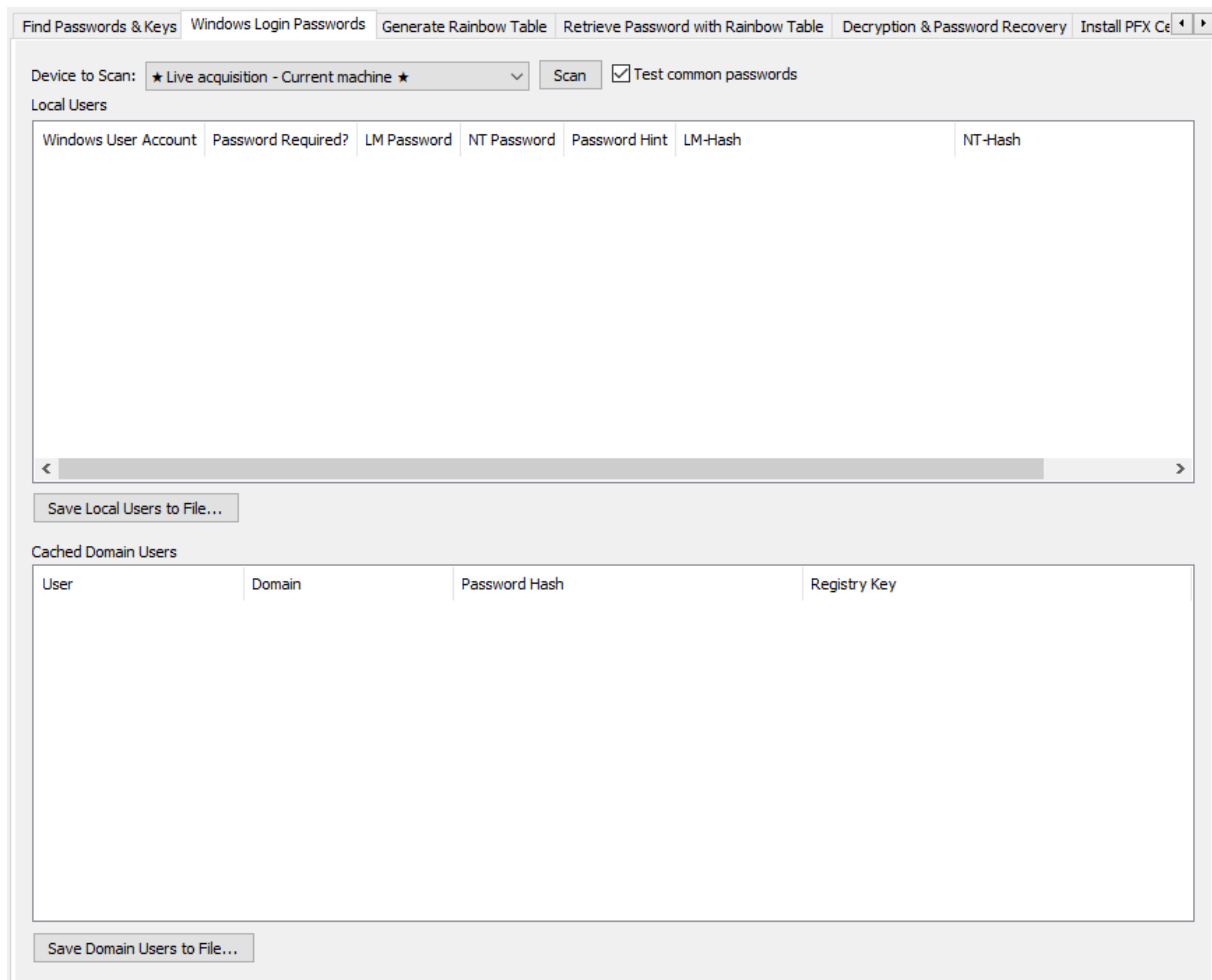 Find Passwords & Keys Windows Login Passwords Generate Rainbow Table Retrieve Password with Rainbow Table Decryption & Password Recovery Install PFX Ce
Device to Scan: ★ Live acquisition - Current machine ★ Scan Test common passwords
Local Users
Windows User Account Password Required? LM Password NT Password Password Hint LM-Hash NT-Hash
Save Local Users to File...
Cached Domain Users
User Domain Password Hash Registry Key
Save Domain Users to File...